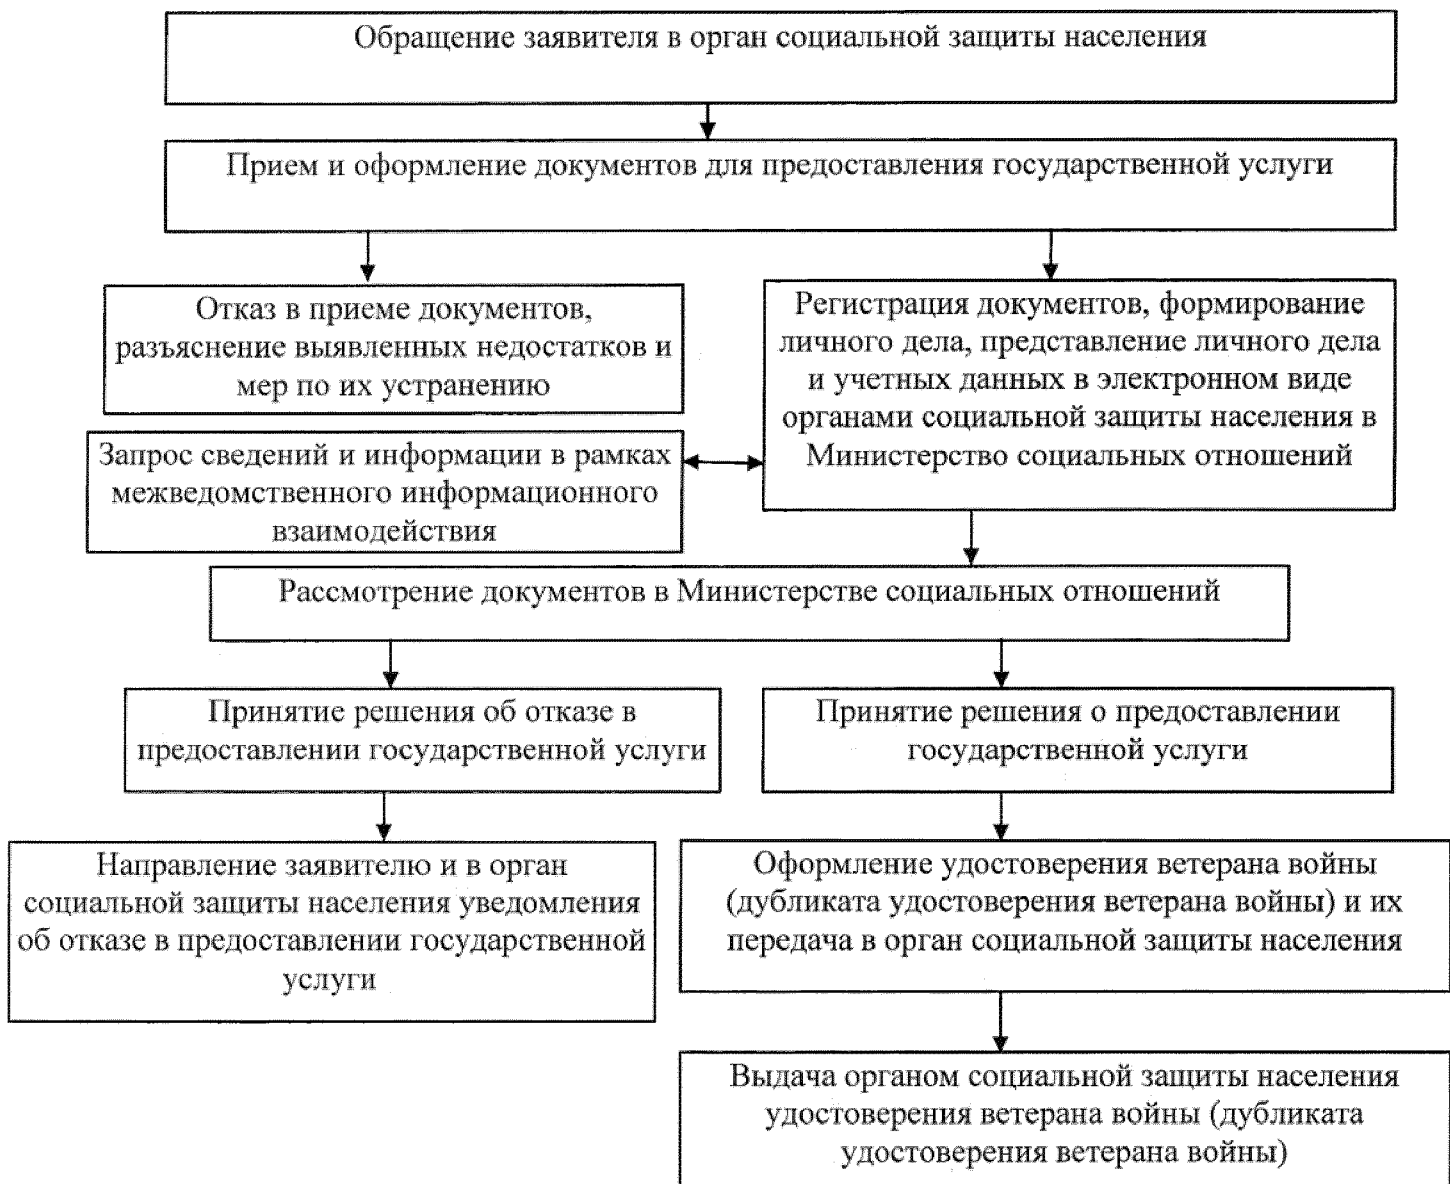 Обращение заявителя в орган социальной защиты населения
Прием и оформление документов для предоставления государственной услуги
Отказ в приеме документов,
разъяснение выявленных недостатков и
мер по их устранению
Регистрация документов, формирование
личного дела, представление личного дела
и учетных данных в электронном виде
органами социальной защиты населения в
Министерство социальных отношений
Запрос сведений и информации в рамках
межведомственного информационного
взаимодействия
Рассмотрение документов в Министерстве социальных отношений
Принятие решения об отказе в
предоставлении государственной услуги
Принятие решения о предоставлении
государственной услуги
Направление заявителю и в орган
социальной защиты населения уведомления
об отказе в предоставлении государственной
услуги
Оформление удостоверения ветерана войны
(дубликата удостоверения ветерана войны) и их
передача в орган социальной защиты населения
Выдача органом социальной защиты населения
удостоверения ветерана войны (дубликата
удостоверения ветерана войны)